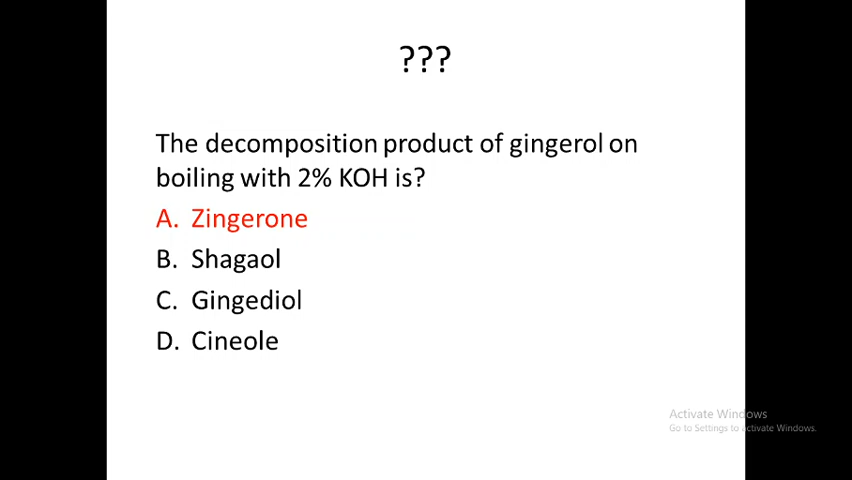 ???
The decomposition product of gingerol on
boiling with 2% KOH is?
A. Zingerone
B. Shagaol
C. Gingediol
D. Cineole
Activate Windows
Go to Settings to activate Windows.